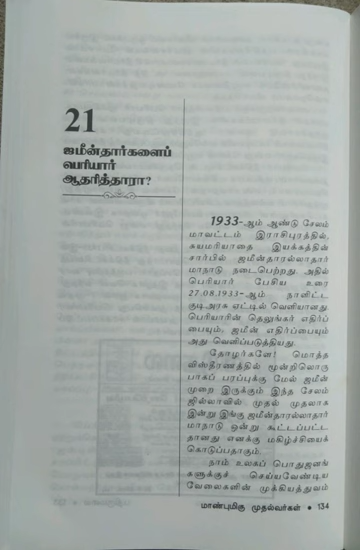 21
ஜமீன்தார்களைப்
பெரியார்
ஆதரித்தாரா?
1933-ஆம் ஆண்டு சேலம்
மாவட்டம் இராசிபுரத்தில்,
சுயமரியாதை இயக்கத்தின்
சார்பில் ஜமீன்தாரல்லாதார்
மாநாடு நடைபெற்றது. அதில்
பெரியார் பேசிய உரை
27.08.1933-ஆம் நாளிட்ட
குடிஅரசு ஏட்டில் வெளியானது
பெரியாரின் தெலுங்கர் எதிர்ப்
பையும், ஜமீன் எதிர்ப்பையும்
அது வெளிப்படுத்தியது.
தோழர்களே! மொத்த
விஸ்தீரணத்தில் மூன்றிலொரு
பாகப் பரப்புக்கு மேல் ஜமீன்
முறை இருக்கும் இந்த சேலம்
ஜில்லாவில் முதல் முதலாக
இன்று இங்கு ஜமீன்தாரல்லாதார்
மாநாடு ஒன்று கூட்டப்பட்ட
தானது எனக்கு மகிழ்ச்சியைக்
கொடுப்பதாகும்.
நாம் உலகப் பொதுஜனங்
களுக்குச் செய்யவேண்டிய
வேலைகளின் முக்கியத்துவம்
மாண்புமிகு முதல்வர்கள் • 134